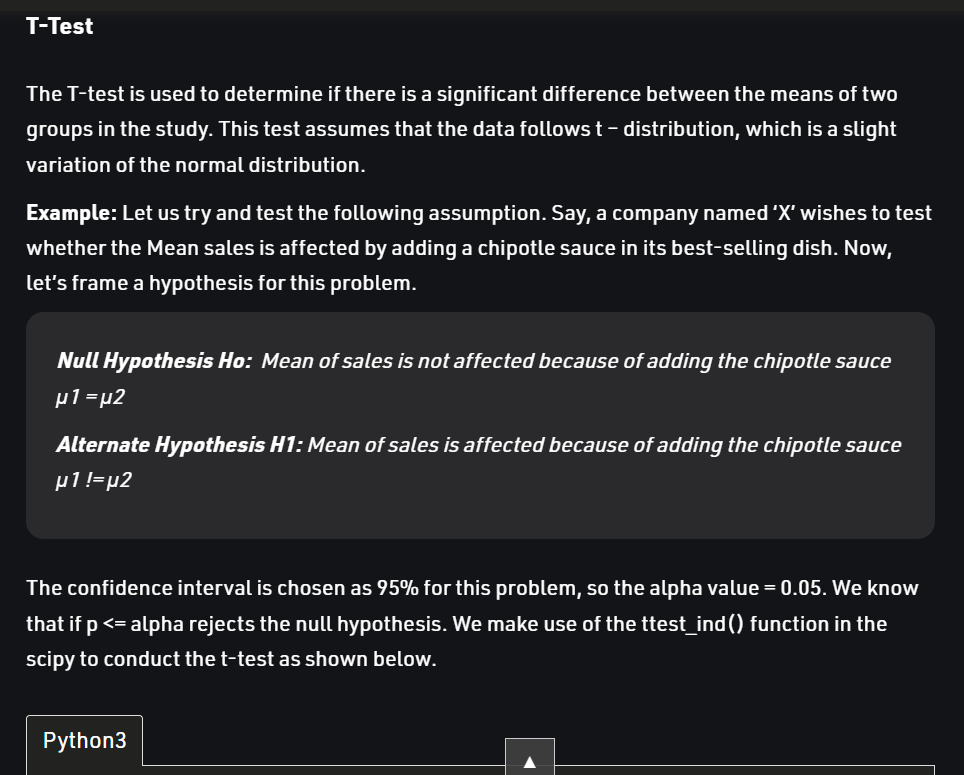 T-Test
The T-test is used to determine if there is a significant difference between the means of two
groups in the study. This test assumes that the data follows t – distribution, which is a slight
variation of the normal distribution.
Example: Let us try and test the following assumption. Say, a company named ‘X’ wishes to test
whether the Mean sales is affected by adding a chipotle sauce in its best-selling dish. Now,
let’s frame a hypothesis for this problem.
Null Hypothesis Ho: Mean of sales is not affected because of adding the chipotle sauce
μ1 =μ2
Alternate Hypothesis H1: Mean of sales is affected because of adding the chipotle sauce
μ1 !=μ2
The confidence interval is chosen as 95% for this problem, so the alpha value = 0.05. We know
that if p <= alpha rejects the null hypothesis. We make use of the ttest_ind() function in the
scipy to conduct the t-test as shown below.
Python3
▲